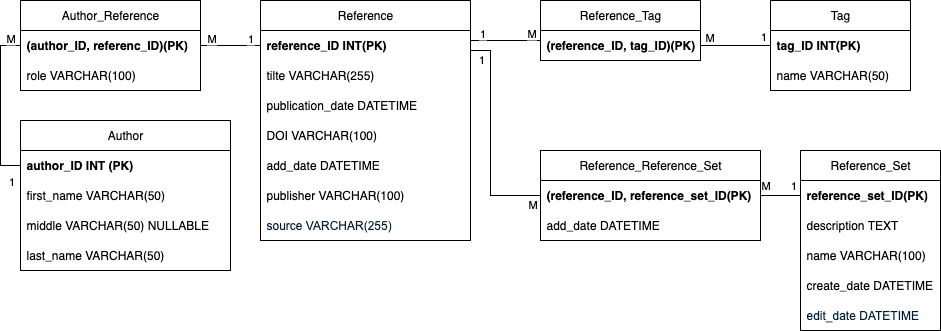 Author_Reference
(author_ID, referenc_ID)(PK)
role VARCHAR(100)
M
M
1
Author
author_ID INT (PK)
first_name VARCHAR(50)
middle VARCHAR(50) NULLABLE
last_name VARCHAR(50)
1
Reference
reference_ID INT(PK)
tilte VARCHAR(255)
publication_date DATETIME
DOI VARCHAR(100)
add_date DATETIME
publisher VARCHAR(100)
source VARCHAR(255)
1
M
1
M
Reference_Tag
(reference_ID, tag_ID)(PK)
M
1
Tag
tag_ID INT(PK)
name VARCHAR(50)
Reference_Reference_Set
(reference_ID, reference_set_ID(PK)
add_date DATETIME
M
1
Reference_Set
reference_set_ID(PK)
description TEXT
name VARCHAR(100)
create_date DATETIME
edit_date DATETIME